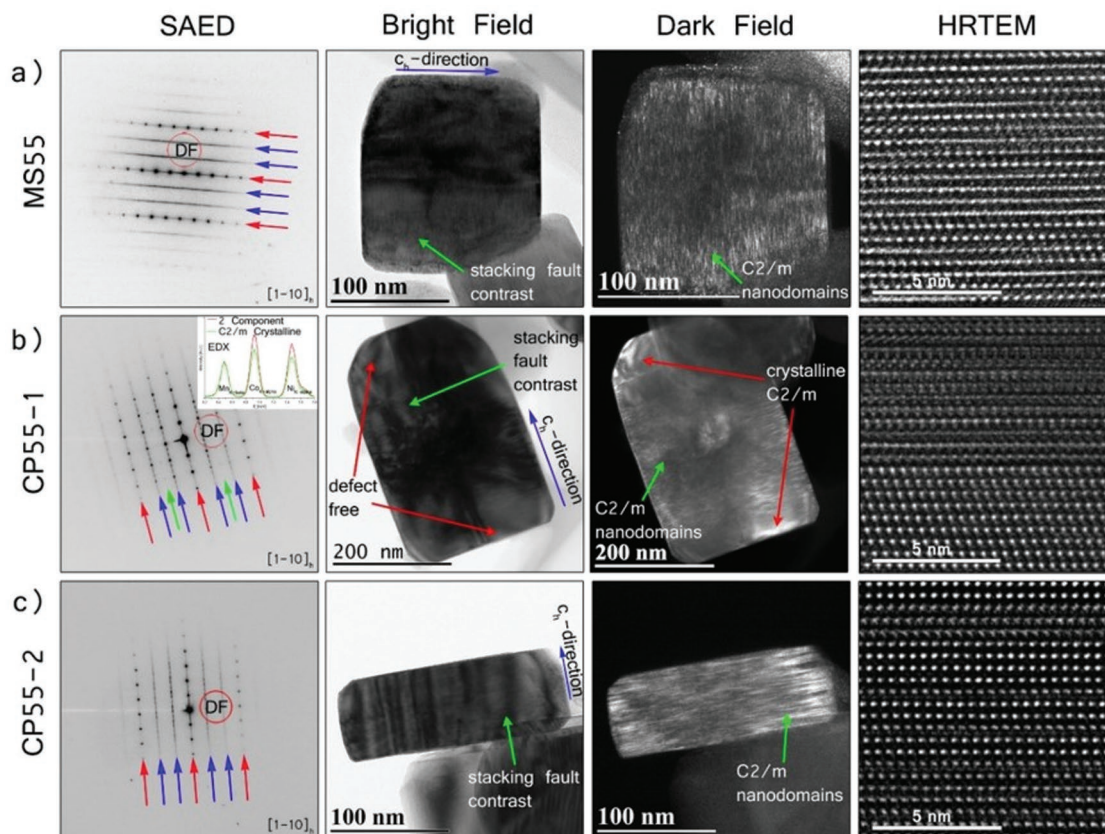 SAED
Bright Field
Dark Field
HRTEM
a)
MS55
DF
[1-10]h
ch-direction
stacking fault
contrast
100 nm
C2/m
nanodomains
100 nm
5 nm
b)
CP55-1
2 Component
C2/m Crystalline
EDX
Mn
Co
Ni
DF
[1-10]h
stacking
fault
contrast
ch-direction
defect
free
200 nm
crystalline
C2/m
C2/m
nanodomains
200 nm
5 nm
c)
CP55-2
DF
[1-10]h
ch-direction
stacking fault
contrast
100 nm
C2/m
nanodomains
100 nm
5 nm